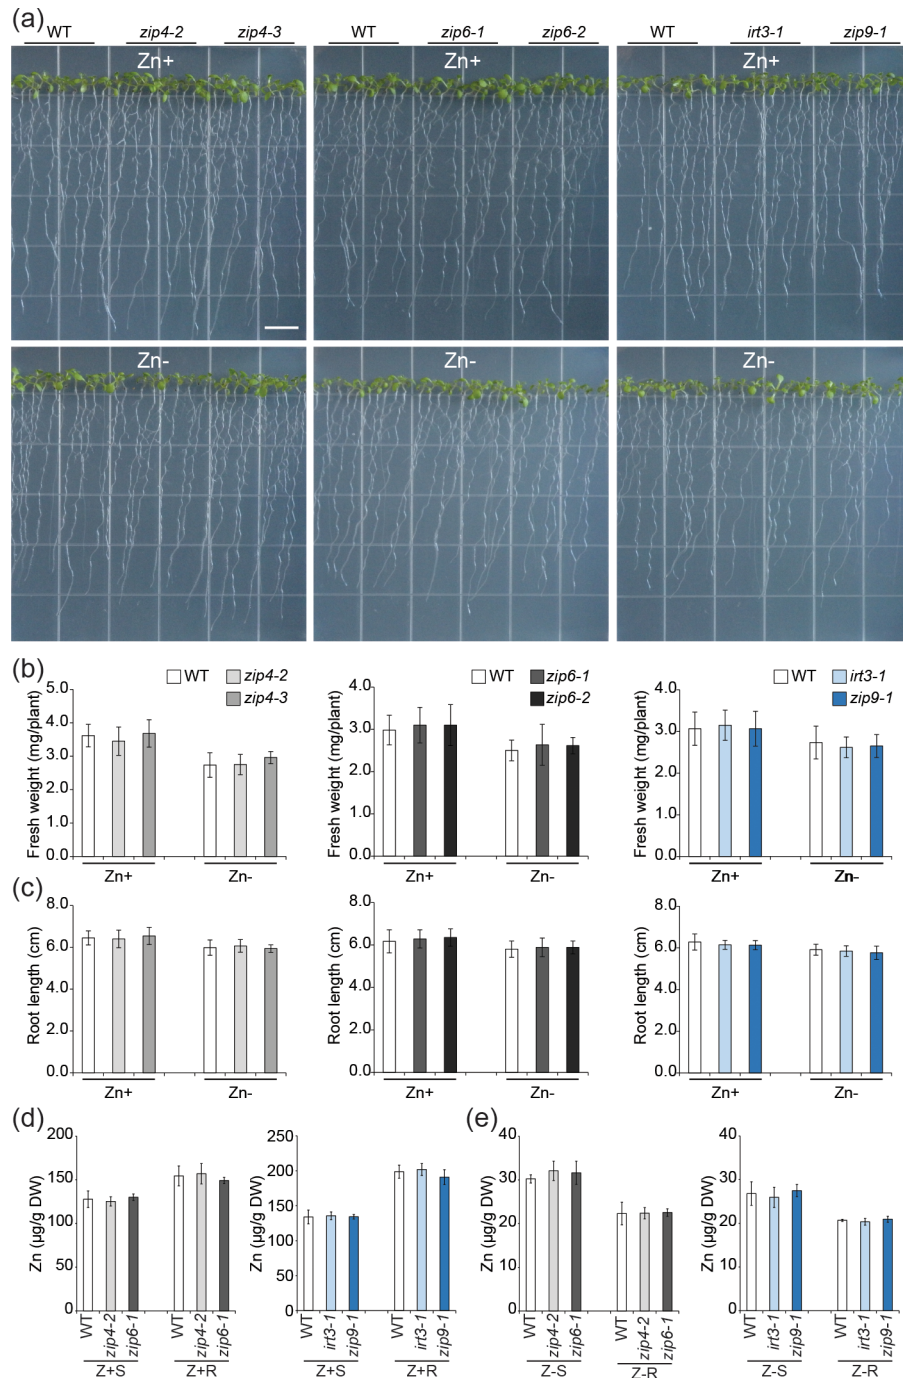 (a)
WT zip4-2 zip4-3 WT zip6-1 zip6-2 WT irt3-1 zip9-1
Zn+ Zn+ Zn+
Zn- Zn- Zn-
(b)
WT zip4-2
zip4-3
Fresh weight (mg/plant)
5.0
4.0
3.0
2.0
1.0
0.0
Zn+ Zn-
WT zip6-1
zip6-2
Fresh weight (mg/plant)
4.0
3.0
2.0
1.0
0.0
Zn+ Zn-
WT irt3-1
zip9-1
Fresh weight (mg/plant)
4.0
3.0
2.0
1.0
0.0
Zn+ Zn-
(c)
Root length (cm)
8.0
6.0
4.0
2.0
0.0
Zn+ Zn-
Root length (cm)
8.0
6.0
4.0
2.0
0.0
Zn+ Zn-
Root length (cm)
8.0
6.0
4.0
2.0
0.0
Zn+ Zn-
(d)
Zn (µg/g DW)
200
150
100
50
0
WT zip4-2 zip6-1 WT zip4-2 zip6-1
Z+S Z+R
Zn (µg/g DW)
250
200
150
100
50
0
WT irt3-1 zip9-1 WT irt3-1 zip9-1
Z+S Z+R
(e)
Zn (µg/g DW)
40
30
20
10
0
WT zip4-2 zip6-1 WT zip4-2 zip6-1
Z-S Z-R
Zn (µg/g DW)
40
30
20
10
0
WT irt3-1 zip9-1 WT irt3-1 zip9-1
Z-S Z-R